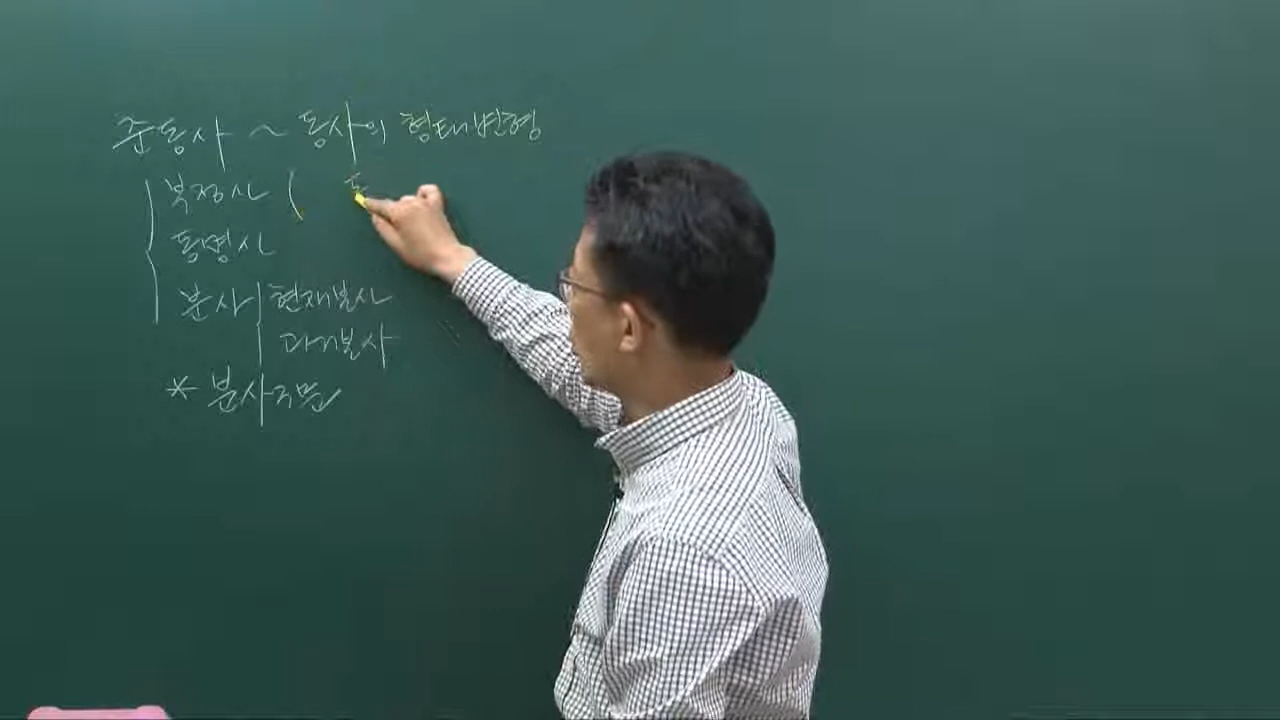 준동사 ~ 동사의 형태변형
부정사 (
동명사
분사 현재분사
과거분사
* 분사구문